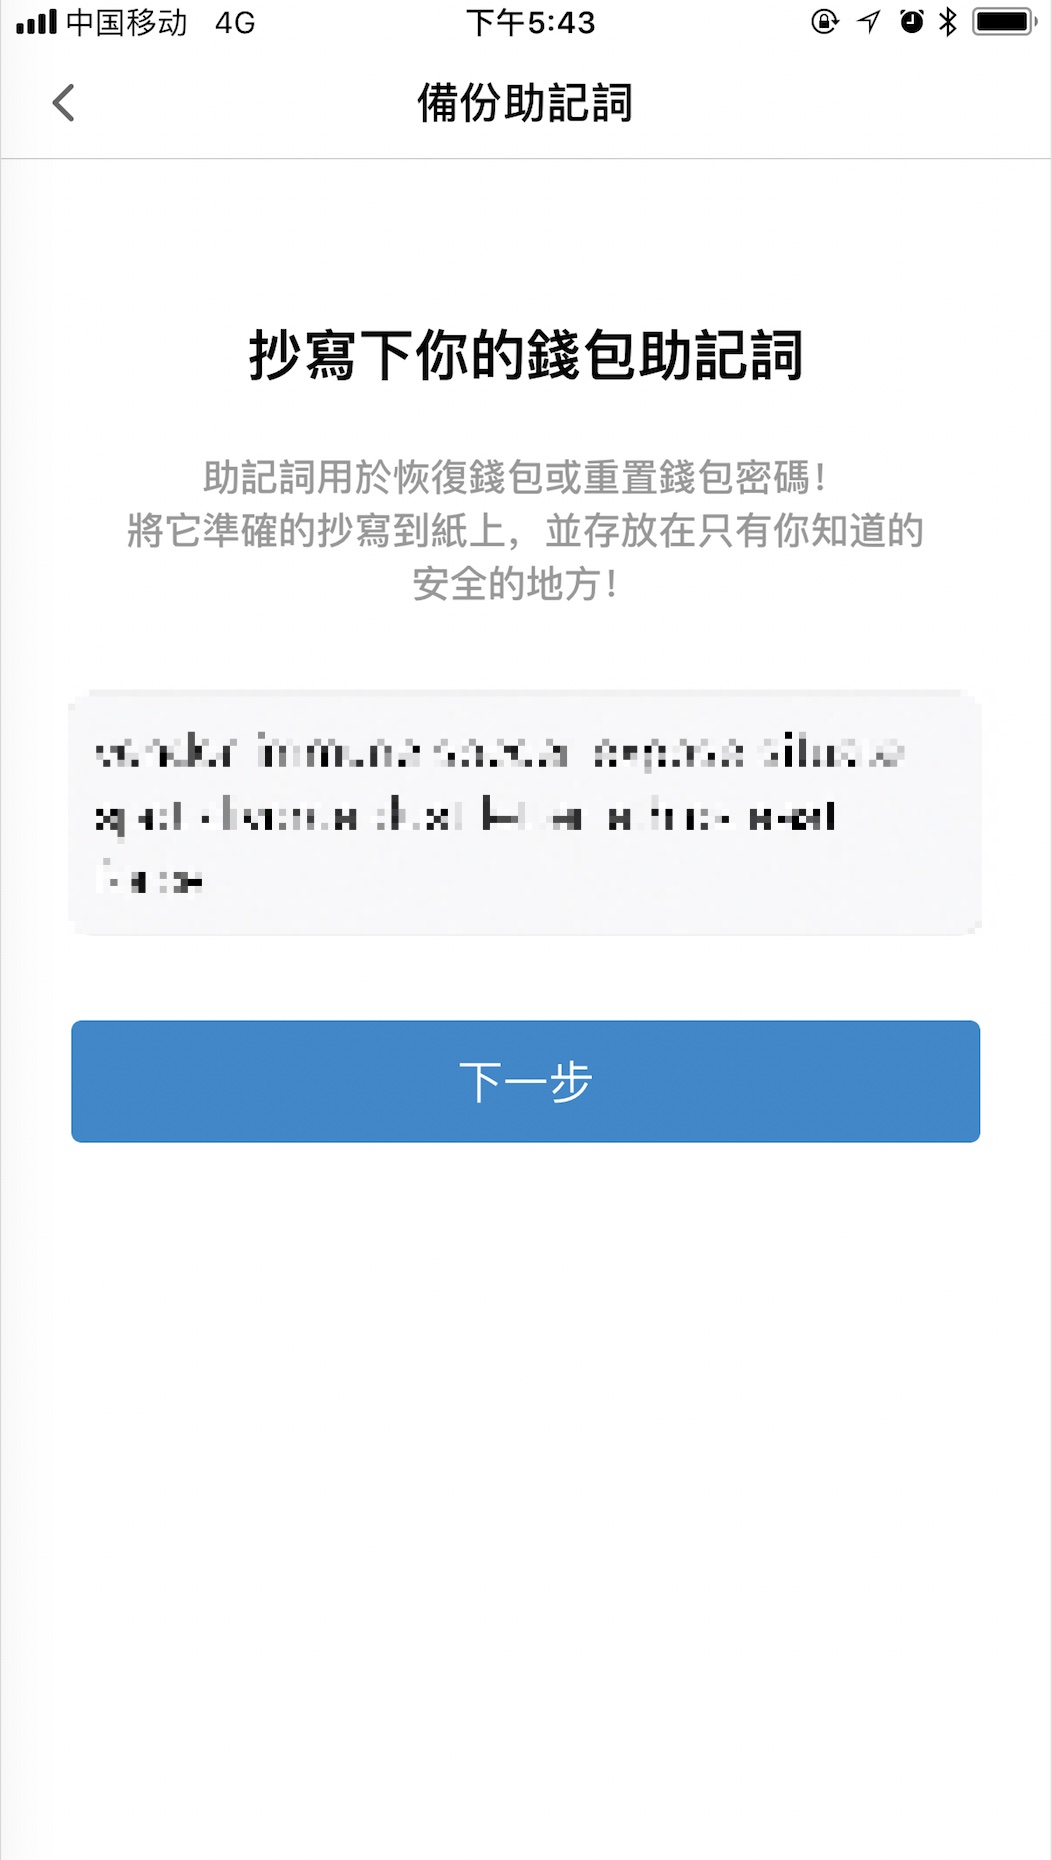 中国移动 4G 下午5:43
備份助記詞
抄寫下你的錢包助記詞
助記詞用於恢復錢包或重置錢包密碼！
將它準確的抄寫到紙上，並存放在只有你知道的
安全的地方！
下一步